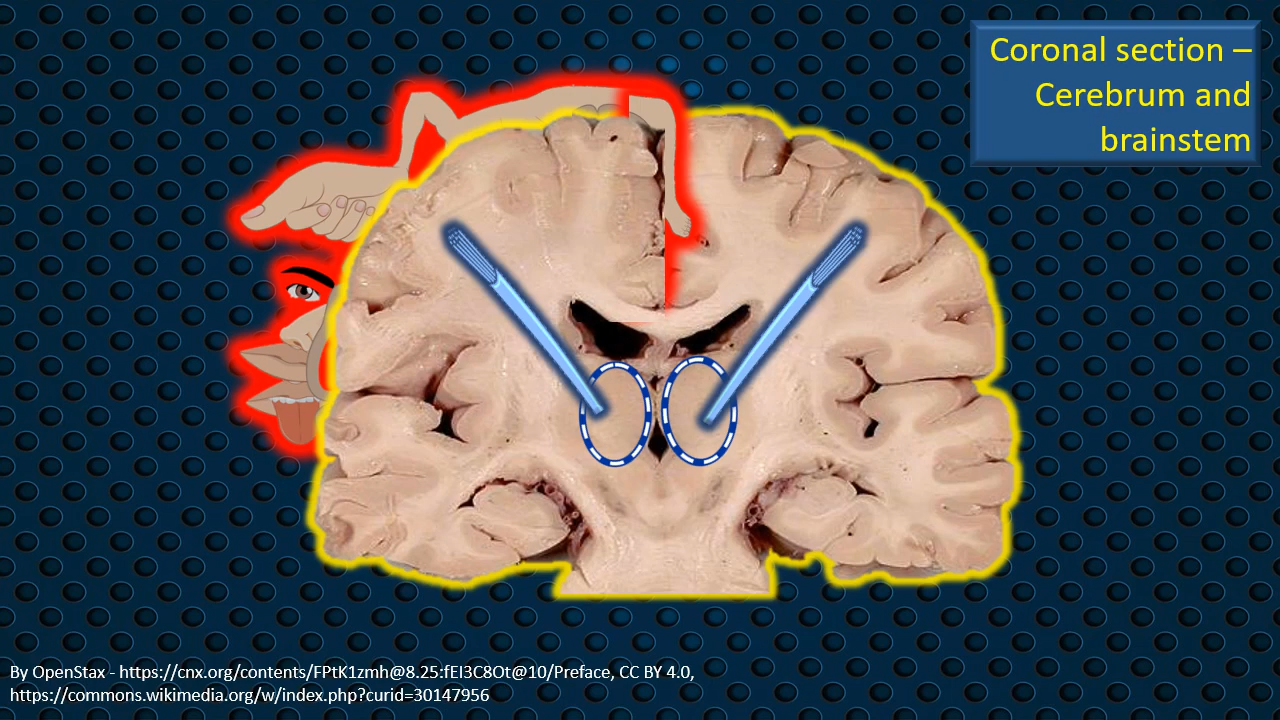 Coronal section –
Cerebrum and
brainstem
By OpenStax - https://cnx.org/contents/FPtK1zmh@8.25:fEI3C8Ot@10/Preface, CC BY 4.0,
https://commons.wikimedia.org/w/index.php?curid=30147956